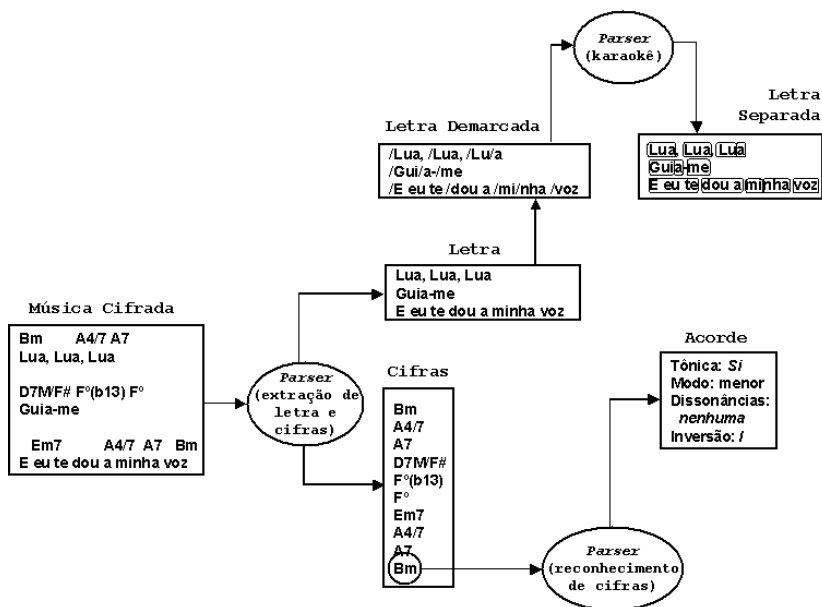 Parser
(karaokê)
Letra
Separada
Lua, Lua, Lua
Guia-me
E eu te dou a minha voz
Letra Demarcada
/Lua, /Lua, /Lu/a
/Gui/a-/me
/E eu te /dou a /mi/nha /voz
Letra
Lua, Lua, Lua
Guia-me
E eu te dou a minha voz
Música Cifrada
Bm A4/7 A7
Lua, Lua, Lua
D7M/F# Fº(b13) Fº
Guia-me
Em7 A4/7 A7 Bm
E eu te dou a minha voz
Parser
(extração de
letra e
cifras)
Cifras
Bm
A4/7
A7
D7M/F#
Fº(b13)
Fº
Em7
A4/7
A7
Bm
Parser
(reconhecimento
de cifras)
Acorde
Tônica: Si
Modo: menor
Dissonâncias:
nenhuma
Inversão: I